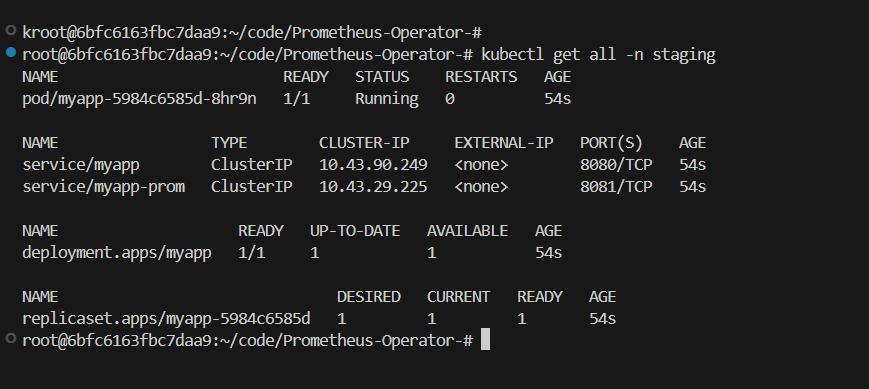 kroot@6bfc6163fbc7daa9:~/code/Prometheus-Operator-#
root@6bfc6163fbc7daa9:~/code/Prometheus-Operator-# kubectl get all -n staging
NAME                         READY   STATUS    RESTARTS   AGE
pod/myapp-5984c6585d-8hr9n   1/1     Running   0          54s

NAME                 TYPE        CLUSTER-IP     EXTERNAL-IP   PORT(S)    AGE
service/myapp        ClusterIP   10.43.90.249   <none>        8080/TCP   54s
service/myapp-prom   ClusterIP   10.43.29.225   <none>        8081/TCP   54s

NAME                    READY   UP-TO-DATE   AVAILABLE   AGE
deployment.apps/myapp   1/1     1            1           54s

NAME                               DESIRED   CURRENT   READY   AGE
replicaset.apps/myapp-5984c6585d   1         1         1       54s
root@6bfc6163fbc7daa9:~/code/Prometheus-Operator-#